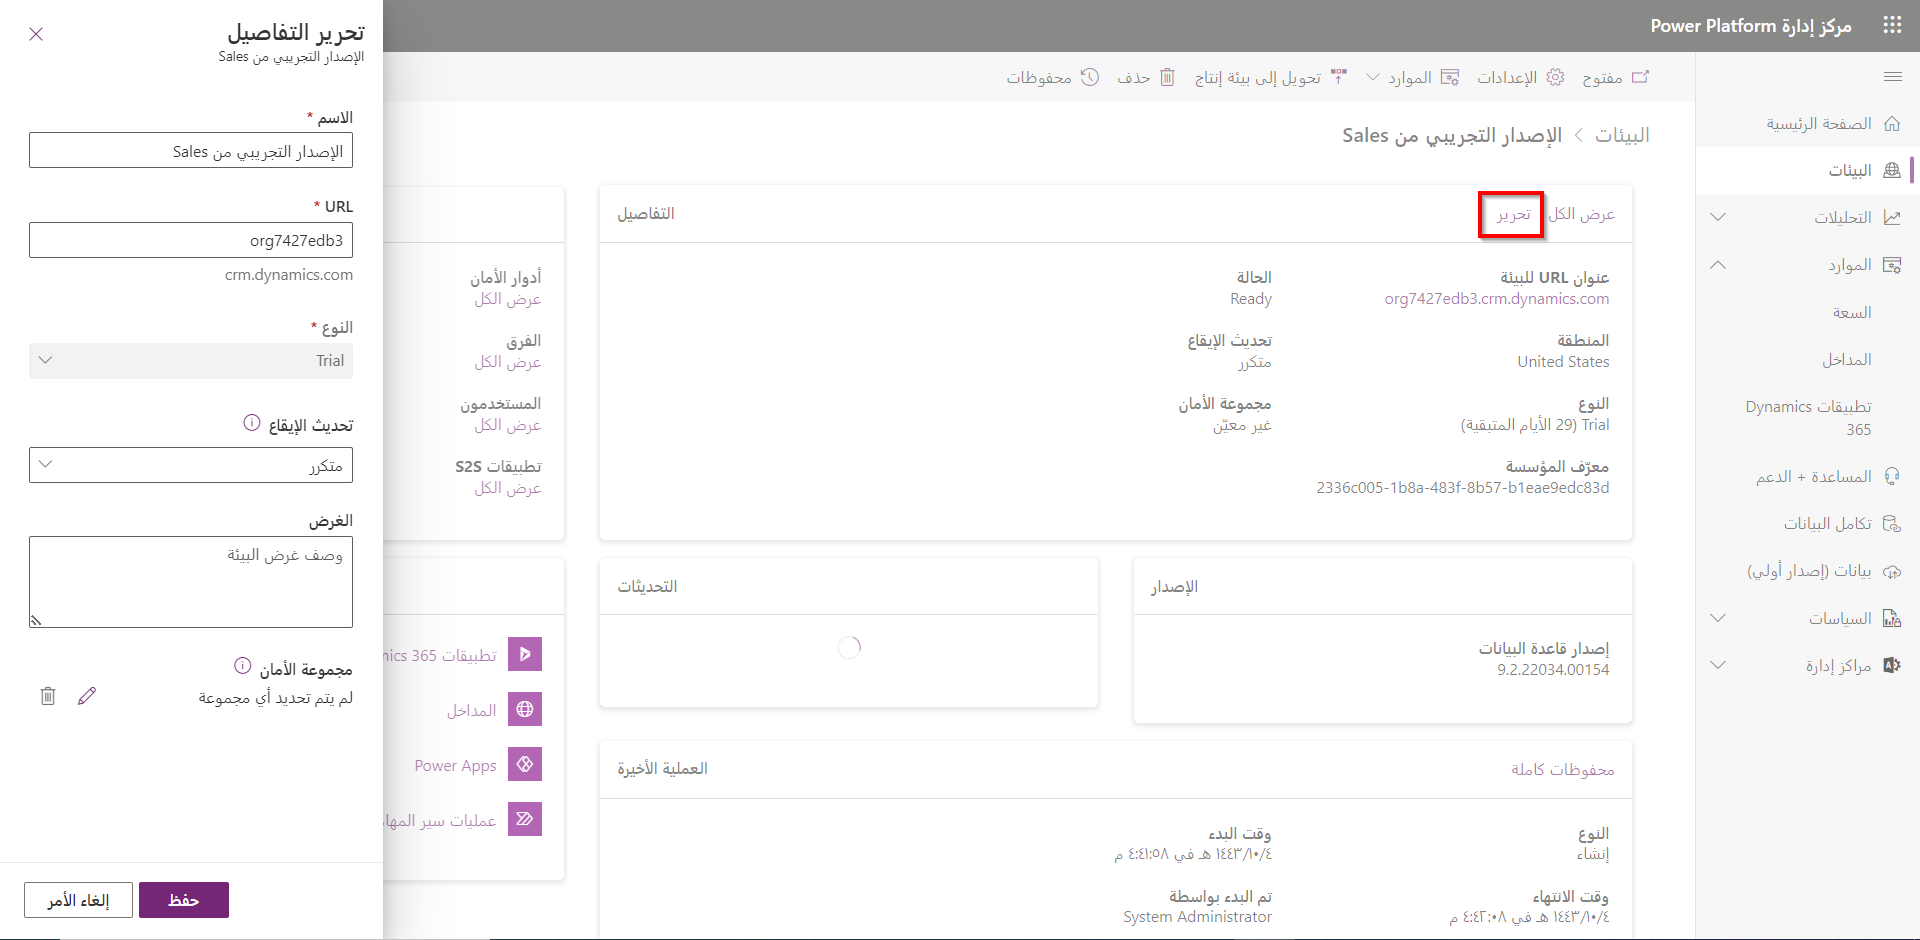 مركز إدارة Power Platform
مفتوح
الإعدادات
الموارد
تحويل إلى بيئة إنتاج
حذف
محفوظات
الصفحة الرئيسية
البيئات
التحليلات
الموارد
السعة
المداخل
تطبيقات Dynamics
365
المساعدة + الدعم
تكامل البيانات
بيانات (إصدار أولي)
السياسات
مراكز إدارة
البيئات > الإصدار التجريبي من Sales
عرض الكل
تحرير
التفاصيل
عنوان URL للبيئة
org7427edb3.crm.dynamics.com
الحالة
Ready
المنطقة
United States
تحديث الإيقاع
متكرر
النوع
Trial (29 الأيام المتبقية)
مجموعة الأمان
غير معيّن
معرّف المؤسسة
2336c005-1b8a-483f-8b57-b1eae9edc83d
الإصدار
إصدار قاعدة البيانات
9.2.22034.00154
التحديثات
محفوظات كاملة
العملية الأخيرة
النوع
إنشاء
وقت البدء
١٤٤٣/١٠/٤ هـ في ٤:٤١:٥٨ م
وقت الانتهاء
١٤٤٣/١٠/٤ هـ في ٤:٤٢:٠٨ م
تم البدء بواسطة
System Administrator
أدوار الأمان
عرض الكل
الفرق
عرض الكل
المستخدمون
عرض الكل
تطبيقات S2S
عرض الكل
تطبيقات nics 365
المداخل
Power Apps
عمليات سير المها
تحرير التفاصيل
الإصدار التجريبي من Sales
الاسم *
الإصدار التجريبي من Sales
URL *
org7427edb3
crm.dynamics.com
النوع *
Trial
تحديث الإيقاع
متكرر
الغرض
وصف غرض البيئة
مجموعة الأمان
لم يتم تحديد أي مجموعة
حفظ
إلغاء الأمر